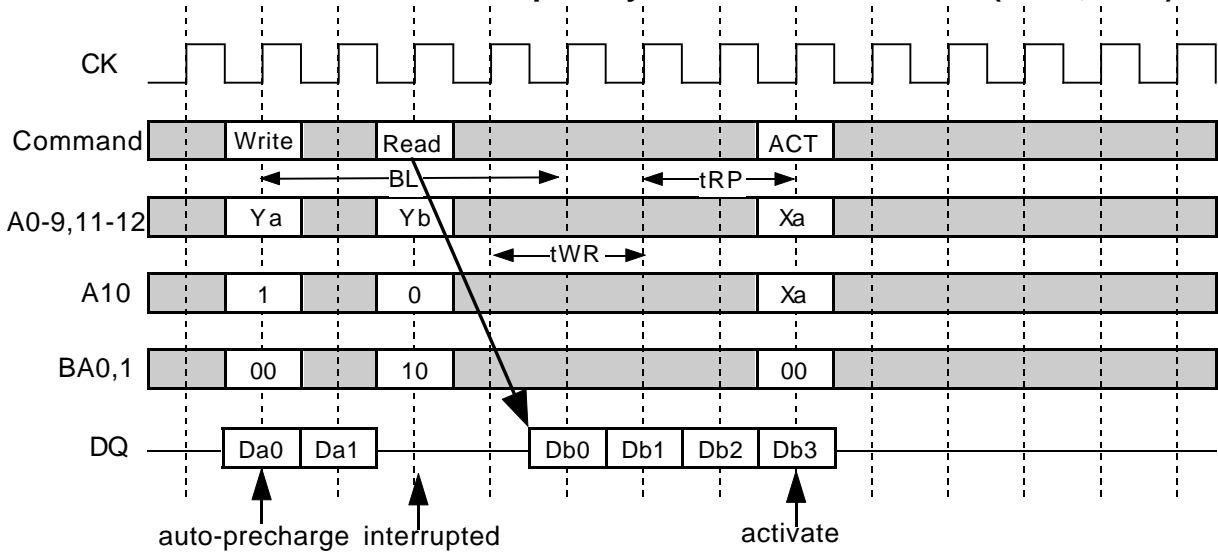 CK
Command Write Read ACT
BL tRP
A0-9,11-12 Ya Yb Xa
tWR
A10 1 0 Xa
BA0,1 00 10 00
DQ Da0 Da1 Db0 Db1 Db2 Db3
auto-precharge interrupted activate